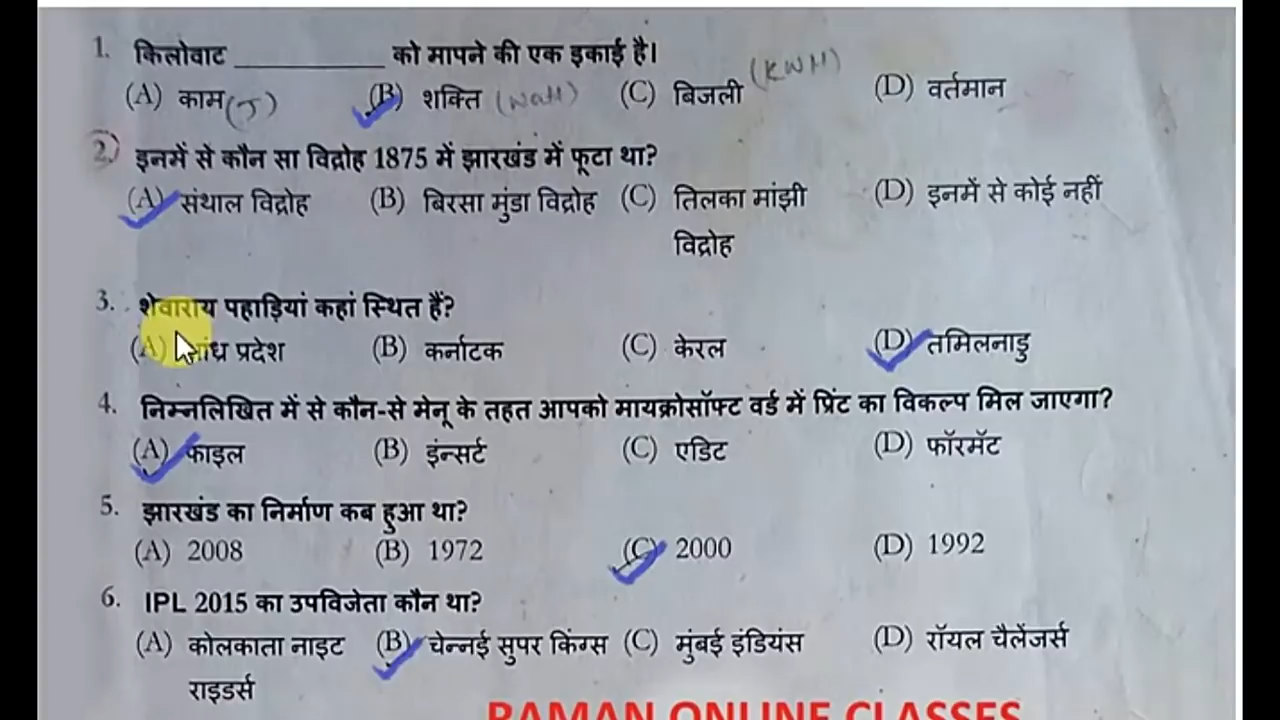 1. किलोवाट ____________ को मापने की एक इकाई है।
(A) काम (J) (B) शक्ति (Watt) (C) बिजली (KWH) (D) वर्तमान
2. इनमें से कौन सा विद्रोह 1875 में झारखंड में फूटा था?
(A) संथाल विद्रोह (B) बिरसा मुंडा विद्रोह (C) तिलका मांझी (D) इनमें से कोई नहीं
विद्रोह
3. शेवाराय पहाड़ियां कहां स्थित हैं?
(A) आंध प्रदेश (B) कर्नाटक (C) केरल (D) तमिलनाडु
4. निम्नलिखित में से कौन-से मेनू के तहत आपको मायक्रोसॉफ्ट वर्ड में प्रिंट का विकल्प मिल जाएगा?
(A) फाइल (B) इंन्सर्ट (C) एडिट (D) फॉरमॅट
5. झारखंड का निर्माण कब हुआ था?
(A) 2008 (B) 1972 (C) 2000 (D) 1992
6. IPL 2015 का उपविजेता कौन था?
(A) कोलकाता नाइट (B) चेन्नई सुपर किंग्स (C) मुंबई इंडियंस (D) रॉयल चैलेंजर्स
राइडर्स
RAMAN ONLINE CLASSES